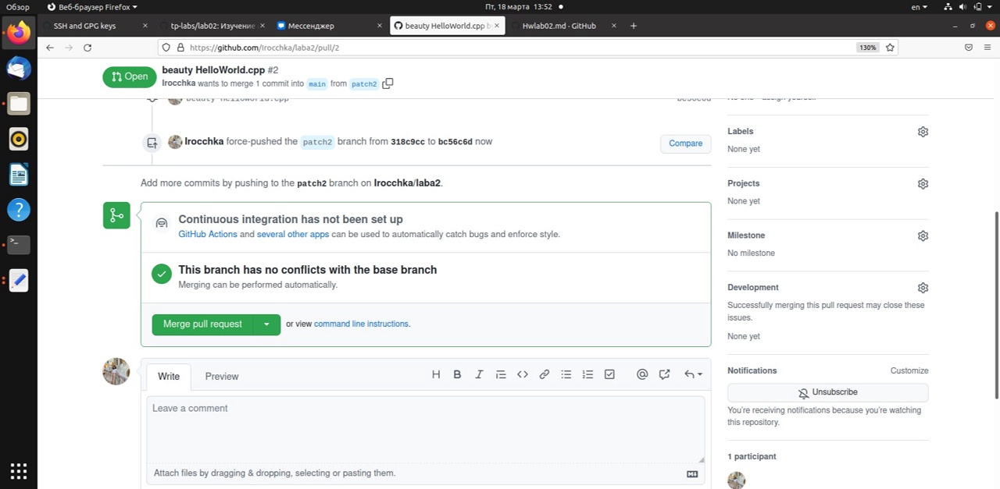 Обзор
Веб-браузер Firefox
Пт, 18 марта 13:52
en
SSH and GPG keys
tp-labs/lab02: Изучение
Мессенджер
beauty HelloWorld.cpp b
Hwlab02.md · GitHub
https://github.com/Irocchka/laba2/pull/2
130%
Open
beauty HelloWorld.cpp #2
Irocchka wants to merge 1 commit into main from patch2
Irocchka force-pushed the patch2 branch from 318c9cc to bc56c6d now
Compare
Add more commits by pushing to the patch2 branch on Irocchka/laba2.
Continuous integration has not been set up
GitHub Actions and several other apps can be used to automatically catch bugs and enforce style.
This branch has no conflicts with the base branch
Merging can be performed automatically.
Merge pull request
or view command line instructions.
Write
Preview
Leave a comment
Attach files by dragging & dropping, selecting or pasting them.
Labels
None yet
Projects
None yet
Milestone
No milestone
Development
Successfully merging this pull request may close these
issues.
None yet
Notifications
Customize
Unsubscribe
You're receiving notifications because you're watching
this repository.
1 participant